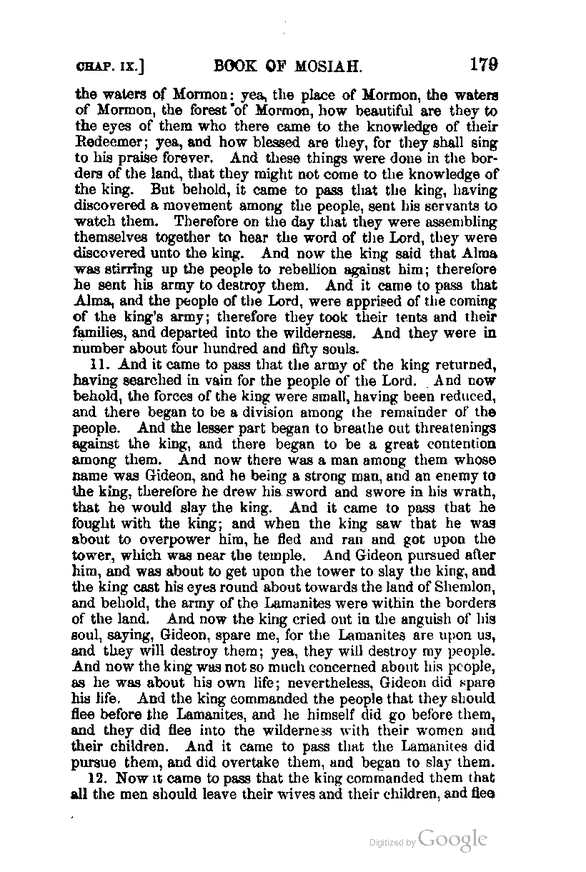 CHAP. IX.] BOOK OF MOSIAH. 179
the waters of Mormon; yea, the place of Mormon, the waters
of Mormon, the forest of Mormon, how beautiful are they to
the eyes of them who there came to the knowledge of their
Redeemer; yea, and how blessed are they, for they shall sing
to his praise forever. And these things were done in the bor-
ders of the land, that they might not come to the knowledge of
the king. But behold, it came to pass that the king, having
discovered a movement among the people, sent his servants to
watch them. Therefore on the day that they were assembling
themselves together to hear the word of the Lord, they were
discovered unto the king. And now the king said that Alma
was stirring up the people to rebellion against him; therefore
he sent his army to destroy them. And it came to pass that
Alma, and the people of the Lord, were apprised of the coming
of the king's army; therefore they took their tents and their
families, and departed into the wilderness. And they were in
number about four hundred and fifty souls.
11. And it came to pass that the army of the king returned,
having searched in vain for the people of the Lord. And now
behold, the forces of the king were small, having been reduced,
and there began to be a division among the remainder of the
people. And the lesser part began to breathe out threatenings
against the king, and there began to be a great contention
among them. And now there was a man among them whose
name was Gideon, and he being a strong man, and an enemy to
the king, therefore he drew his sword and swore in his wrath,
that he would slay the king. And it came to pass that he
fought with the king; and when the king saw that he was
about to overpower him, he fled and ran and got upon the
tower, which was near the temple. And Gideon pursued after
him, and was about to get upon the tower to slay the king, and
the king cast his eyes round about towards the land of Shemlon,
and behold, the army of the Lamanites were within the borders
of the land. And now the king cried out in the anguish of his
soul, saying, Gideon, spare me, for the Lamanites are upon us,
and they will destroy them; yea, they will destroy my people.
And now the king was not so much concerned about his people,
as he was about his own life; nevertheless, Gideon did spare
his life. And the king commanded the people that they should
flee before the Lamanites, and he himself did go before them,
and they did flee into the wilderness with their women and
their children. And it came to pass that the Lamanites did
pursue them, and did overtake them, and began to slay them.
12. Now it came to pass that the king commanded them that
all the men should leave their wives and their children, and flee
Digitized by Google